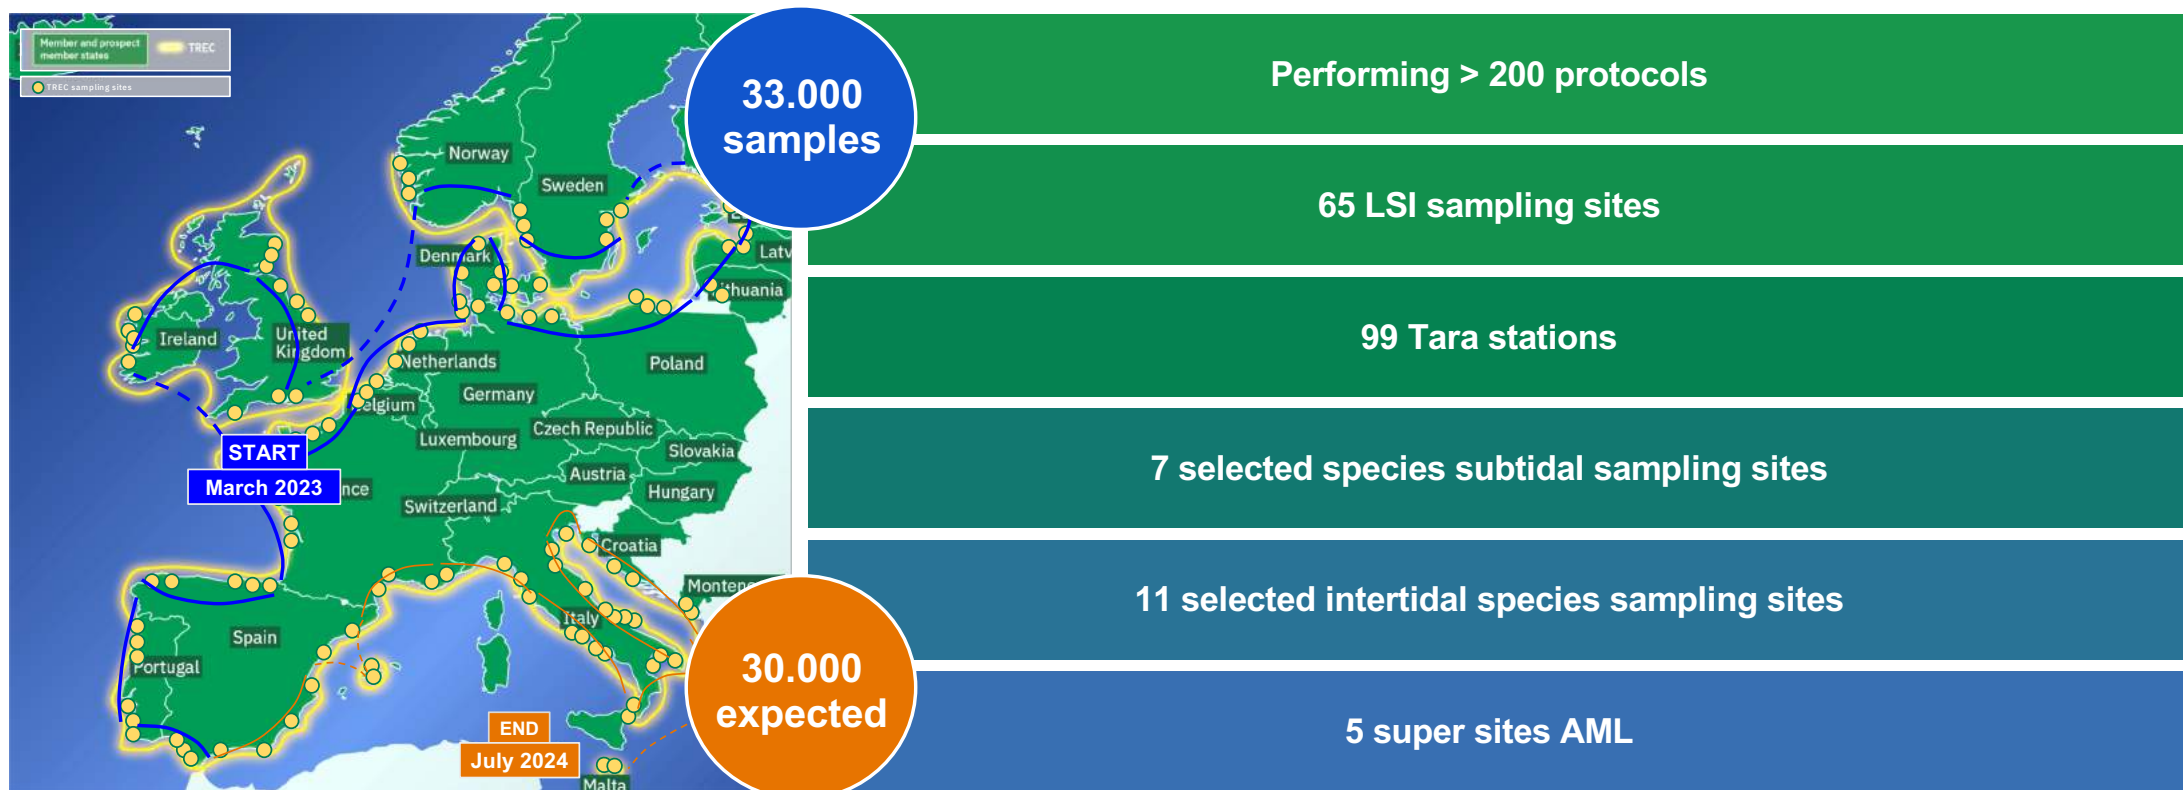 Member and prospect
member states
TREC
TREC sampling sites
Norway
Sweden
Denmark
Latv
thuania
Ireland
United
Kingdom
Netherlands
Poland
Germany
elgium
Luxembourg
Czech Republic
Slovakia
Austria
Hungary
START
March 2023
nce
Switzerland
Croatia
Montene
Italy
Spain
Portugal
END
July 2024
Malta
33.000
samples
30.000
expected
Performing > 200 protocols
65 LSI sampling sites
99 Tara stations
7 selected species subtidal sampling sites
11 selected intertidal species sampling sites
5 super sites AML